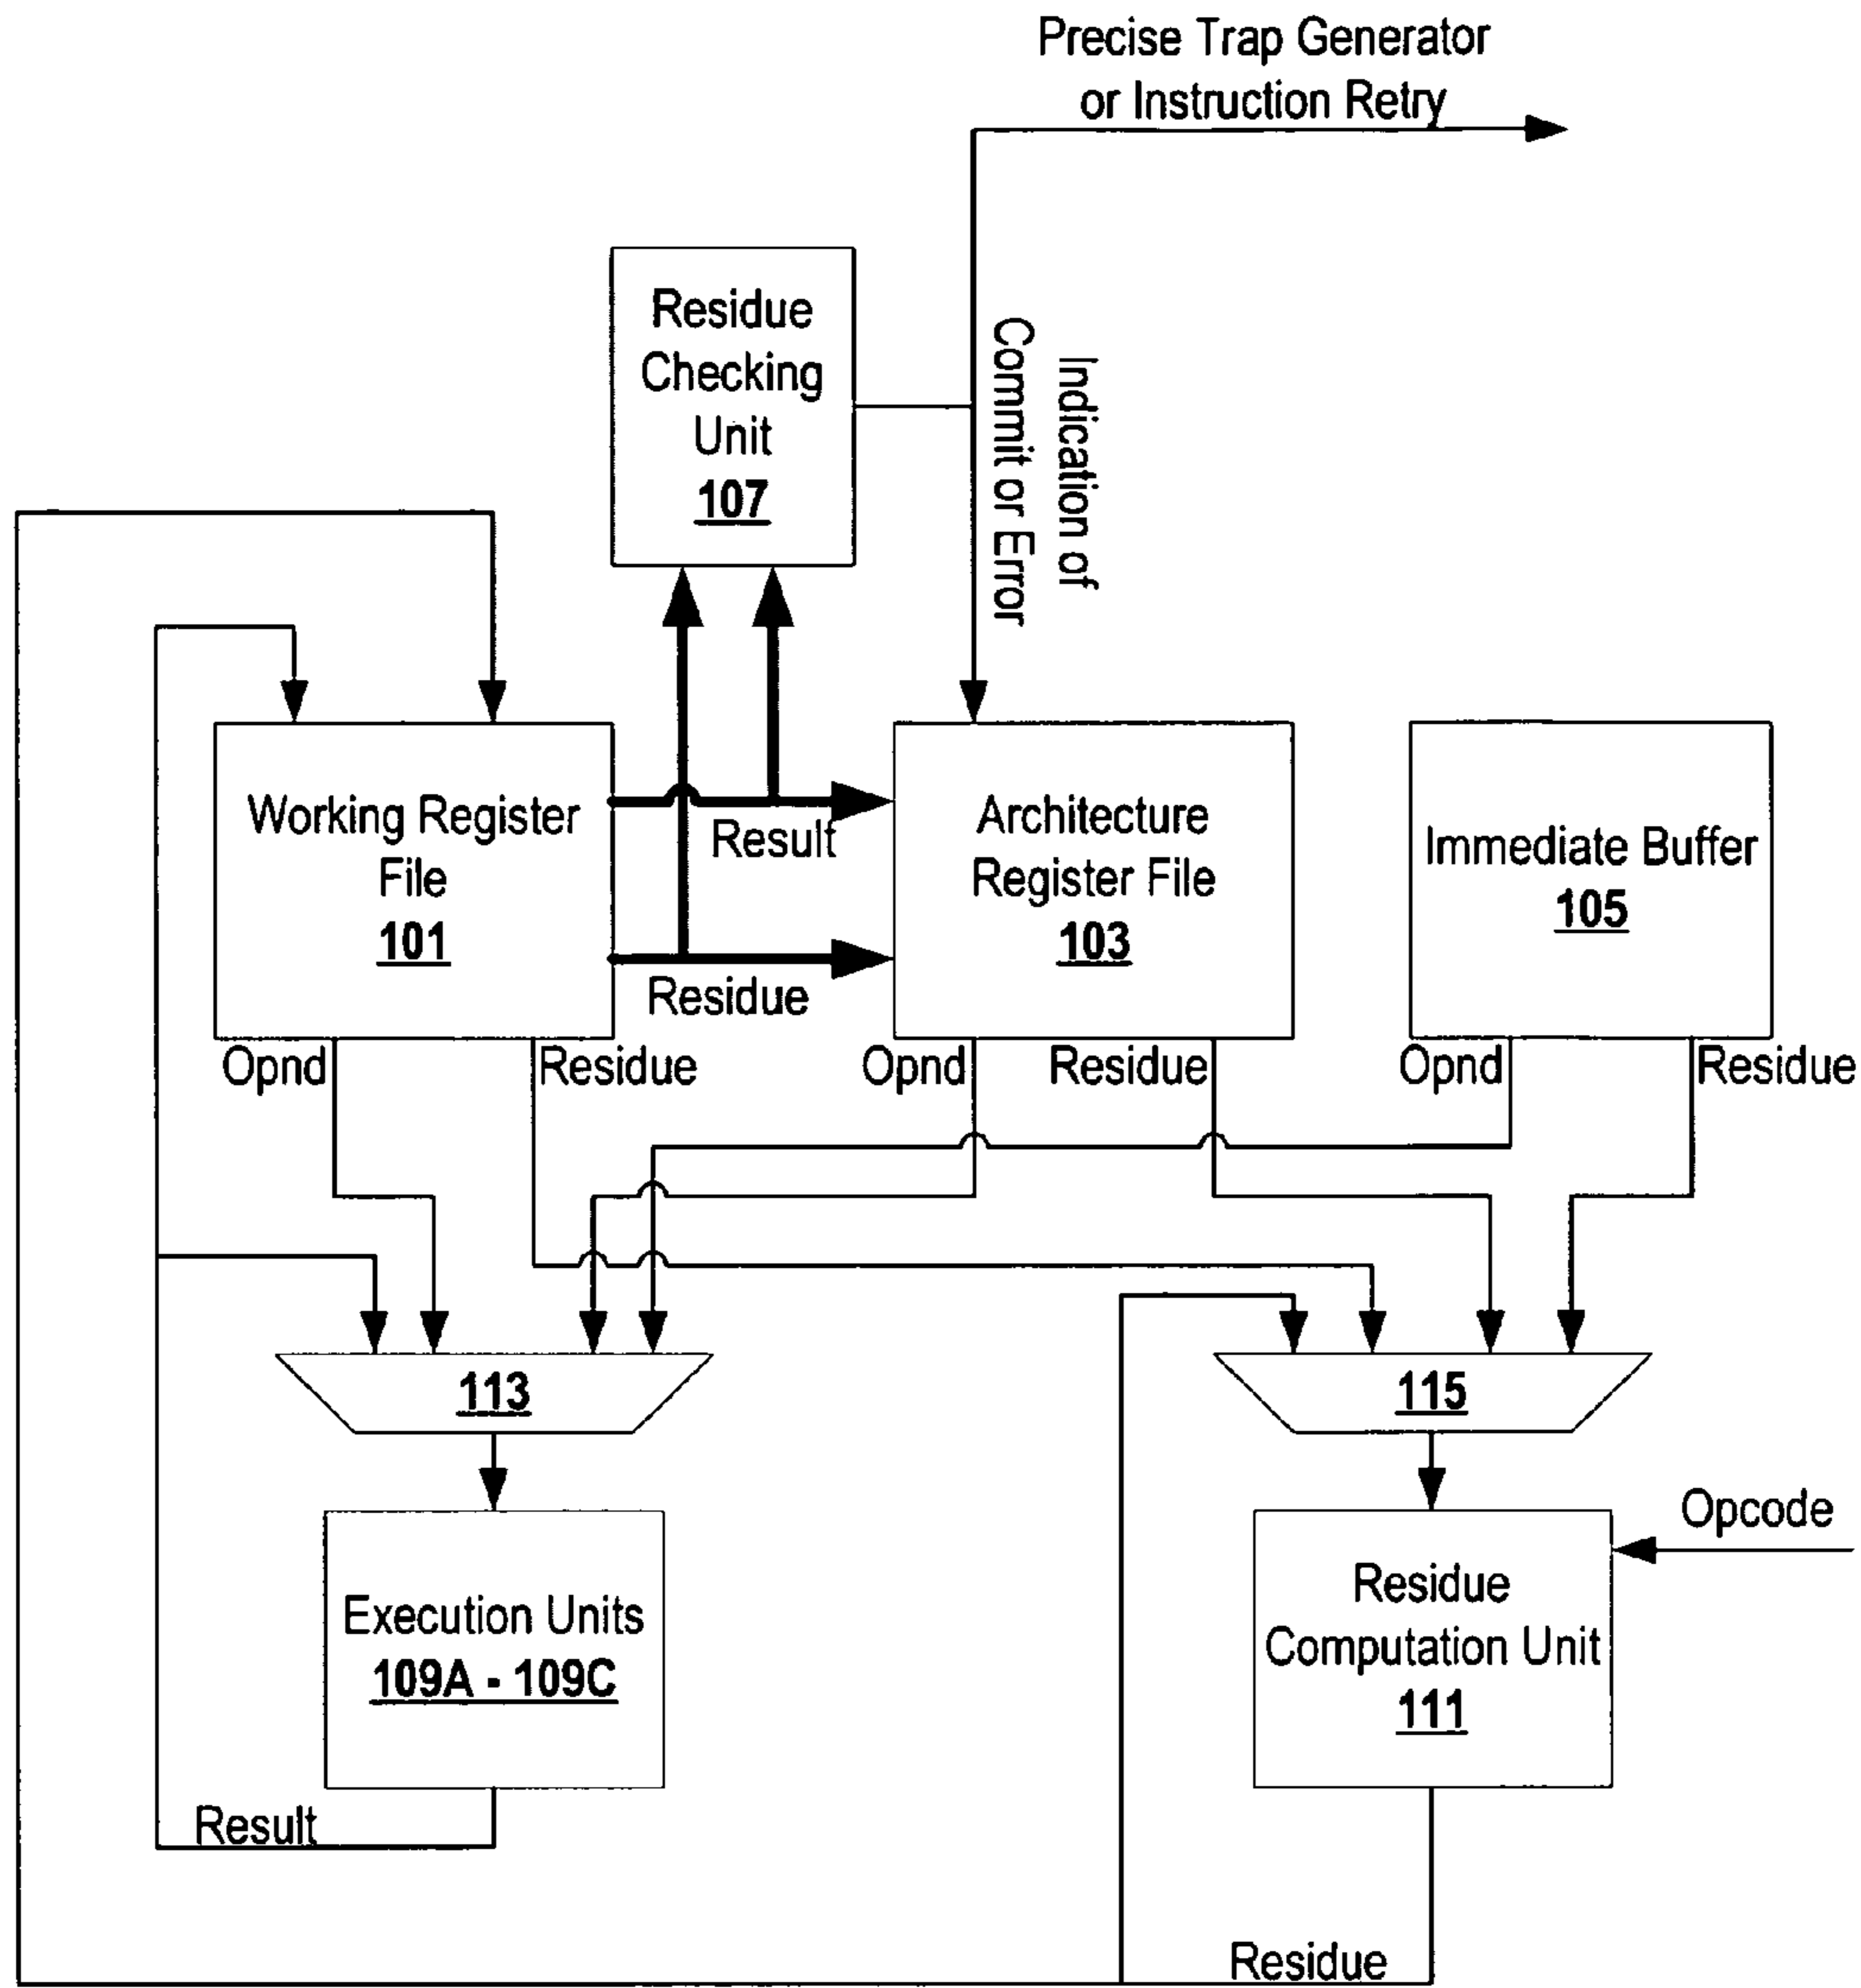 Precise Trap Generator
or Instruction Retry
Residue
Checking
Unit
107
Indication of
Commit or Error
Working Register
File
101
Result
Residue
Architecture
Register File
103
Immediate Buffer
105
Opnd
Residue
Opnd
Residue
Opnd
Residue
113
115
Opcode
Execution Units
109A - 109C
Residue
Computation Unit
111
Result
Residue